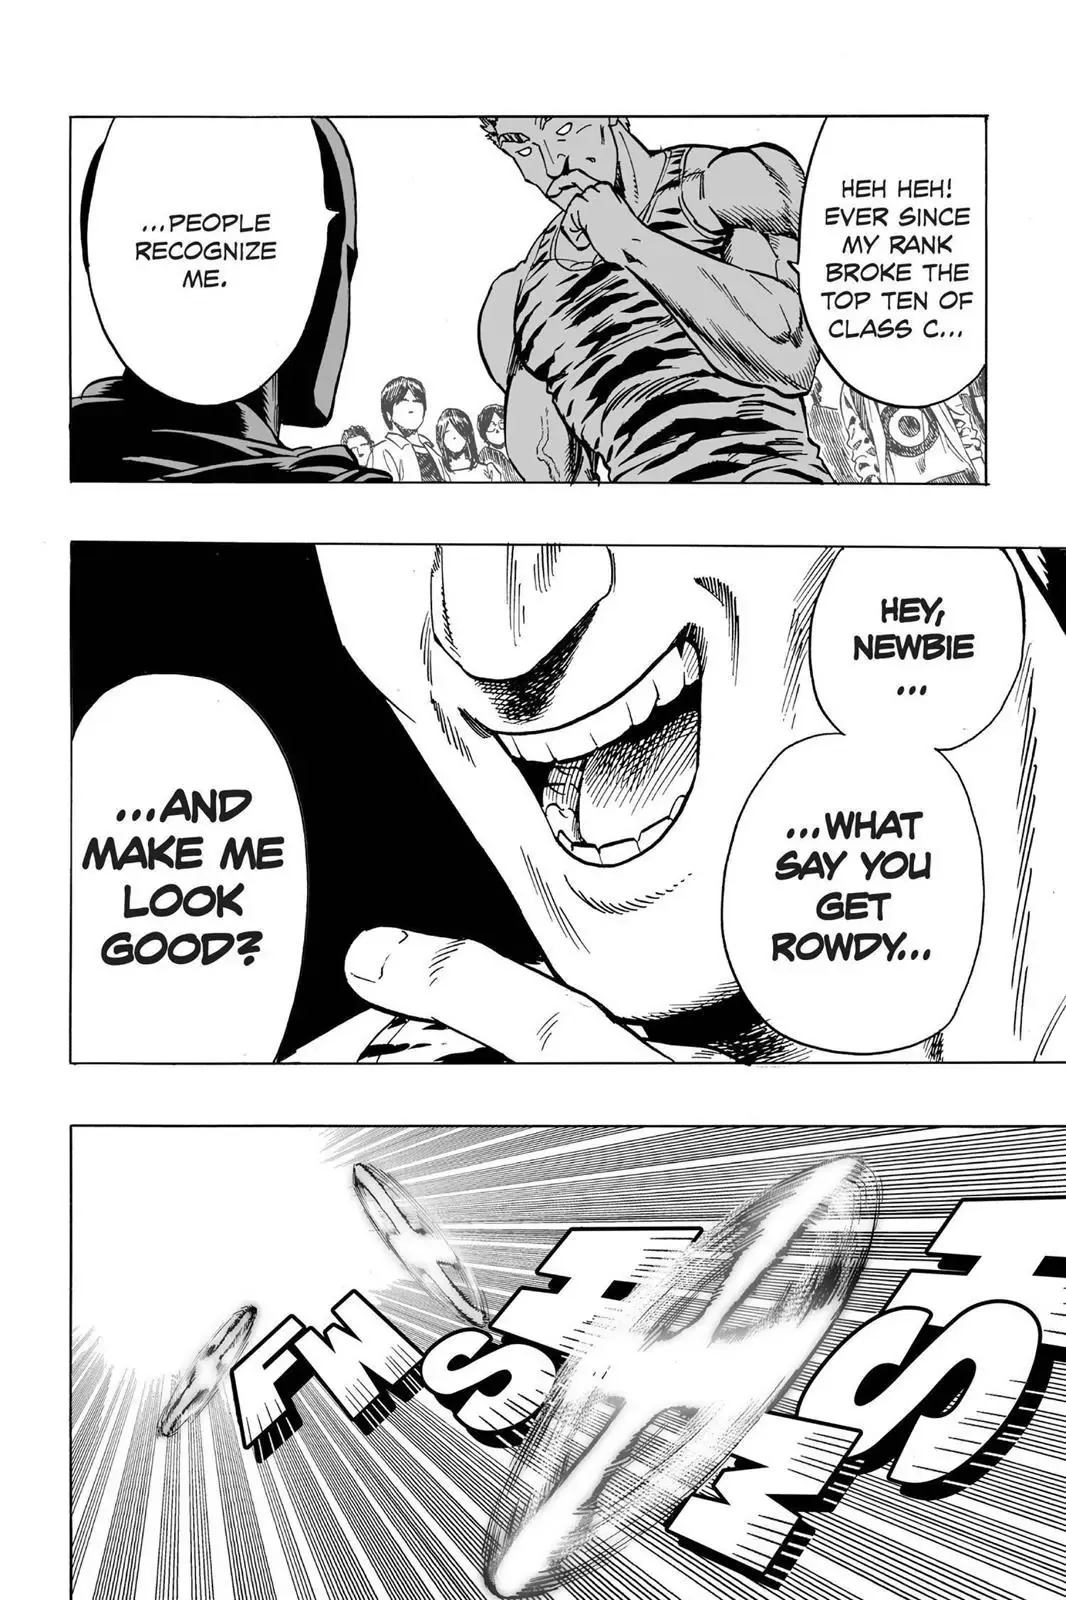 HEH HEH!
EVER SINCE
MY RANK
BROKE THE
TOP TEN OF
CLASS C...
...PEOPLE
RECOGNIZE
ME.
HEY,
NEWBIE
...
...WHAT
SAY YOU
GET
ROWDY...
...AND
MAKE ME
LOOK
GOOD?
FWSH
MSH